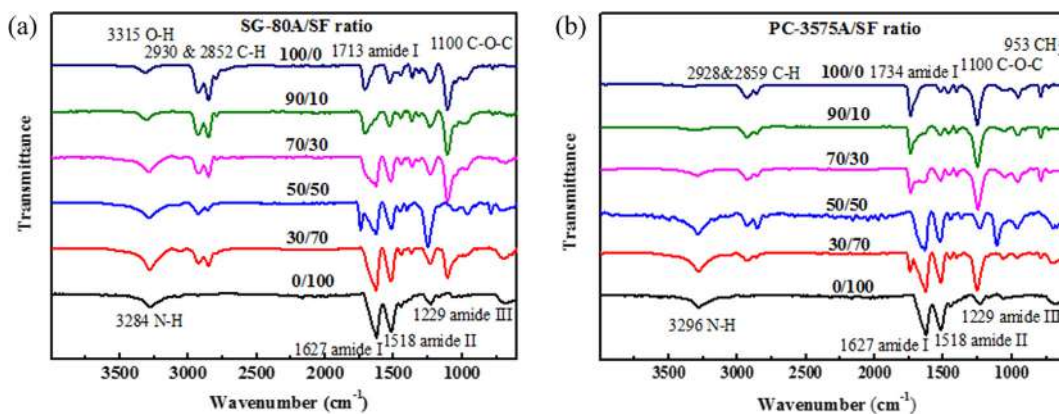 (a)
SG-80A/SF ratio
3315 O-H
2930 & 2852 C-H
100/0
1713 amide I
1100 C-O-C
90/10
70/30
50/50
30/70
0/100
3284 N-H
1229 amide III
1627 amide I
1518 amide II
Transmittance
3500 3000 2500 2000 1500 1000
Wavenumber (cm-1)
(b)
PC-3575A/SF ratio
953 CH
2928&2859 C-H
100/0
1734 amide I
1100 C-O-C
90/10
70/30
50/50
30/70
0/100
3296 N-H
1229 amide III
1627 amide I
1518 amide II
Transmittance
3500 3000 2500 2000 1500 1000
Wavenumber (cm-1)